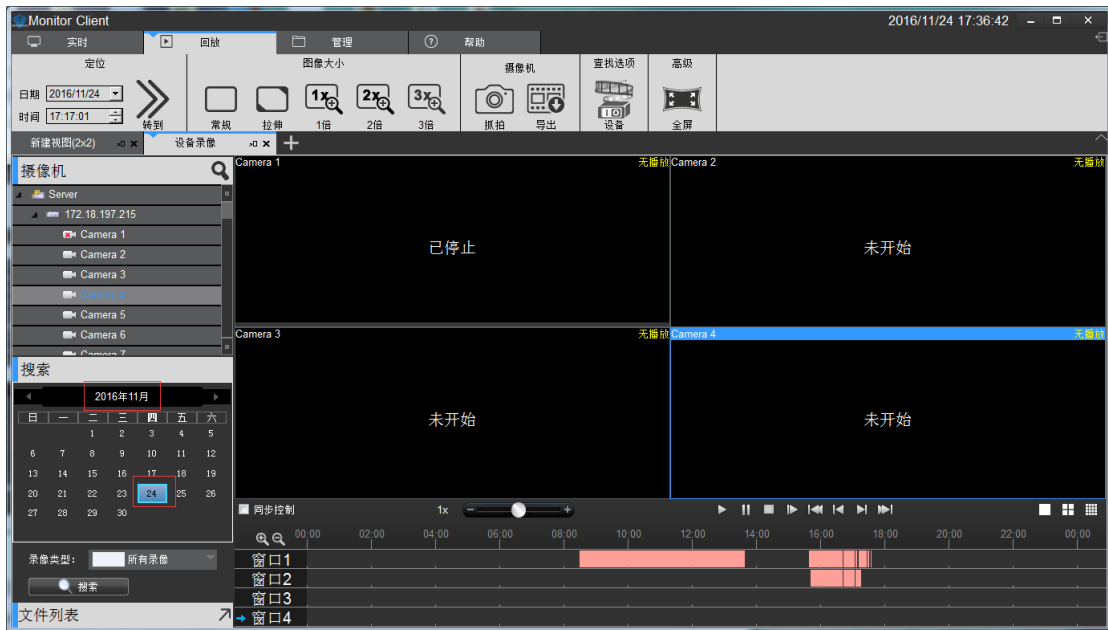 Monitor Client 2016/11/24 17:36:42
实时 回放 管理 帮助
定位 图像大小 摄像机 查找选项 高级
日期 2016/11/24
时间 17:17:01
转到 常规 拉伸 1倍 2倍 3倍 抓拍 导出 设备 全屏
1x 2x 3x
新建视图(2x2) 设备录像
摄像机
Server
172.18.197.215
Camera 1
Camera 2
Camera 3
Camera 4
Camera 5
Camera 6
Camera 7
Camera 1 无播放
已停止
Camera 2 无播放
未开始
Camera 3 无播放
未开始
Camera 4 无播放
未开始
搜索
2016年11月
日 一 二 三 四 五 六
1 2 3 4 5
6 7 8 9 10 11 12
13 14 15 16 17 18 19
20 21 22 23 24 25 26
27 28 29 30
录像类型: 所有录像
搜索
文件列表
同步控制 1x
00:00 02:00 04:00 06:00 08:00 10:00 12:00 14:00 16:00 18:00 20:00 22:00 00:00
窗口1
窗口2
窗口3
窗口4